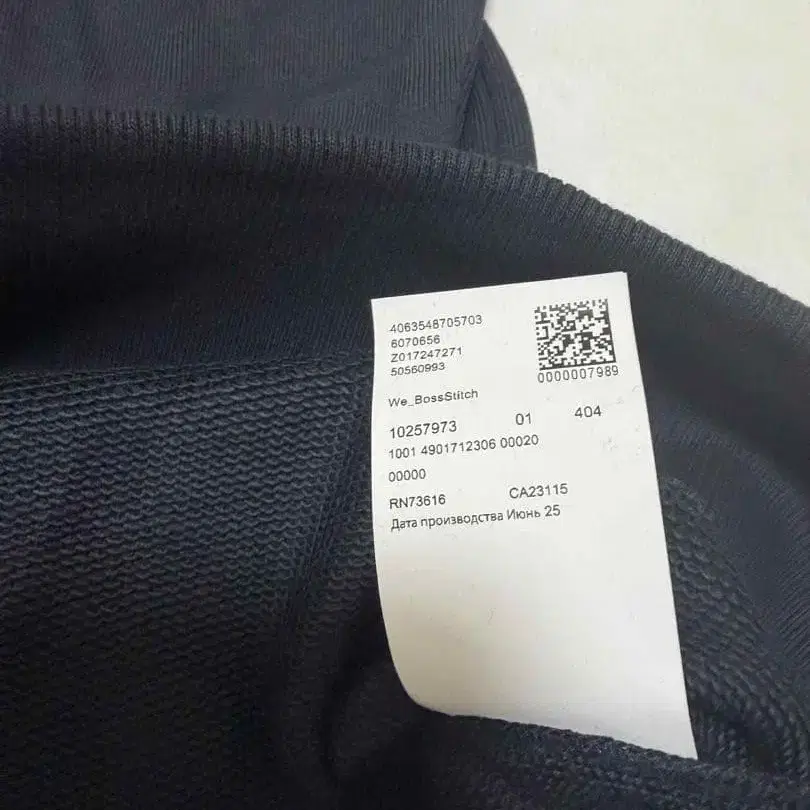 4063548705703
6070656
Z017247271
50560993
0000007989
We_BossStitch
10257973 01 404
1001 4901712306 00020
00000
RN73616 CA23115
Дата производства Июнь 25